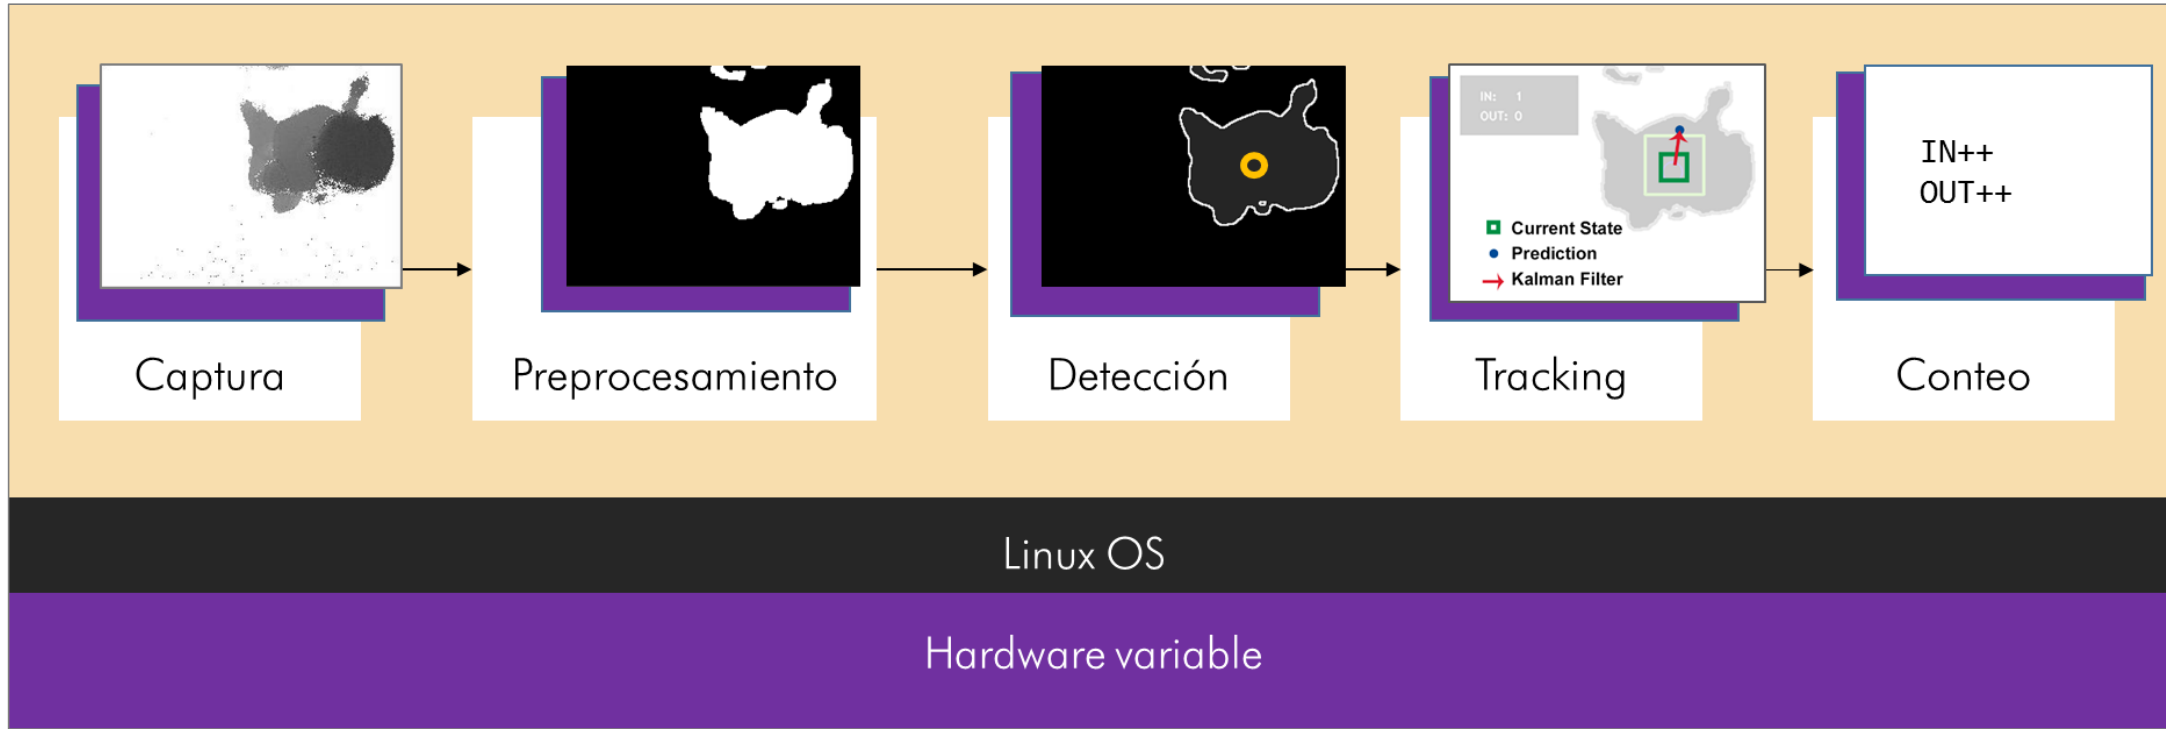 IN: 1
OUT: 0
Current State
Prediction
Kalman Filter
IN++
OUT++
Captura
Preprocesamiento
Detección
Tracking
Conteo
Linux OS
Hardware variable